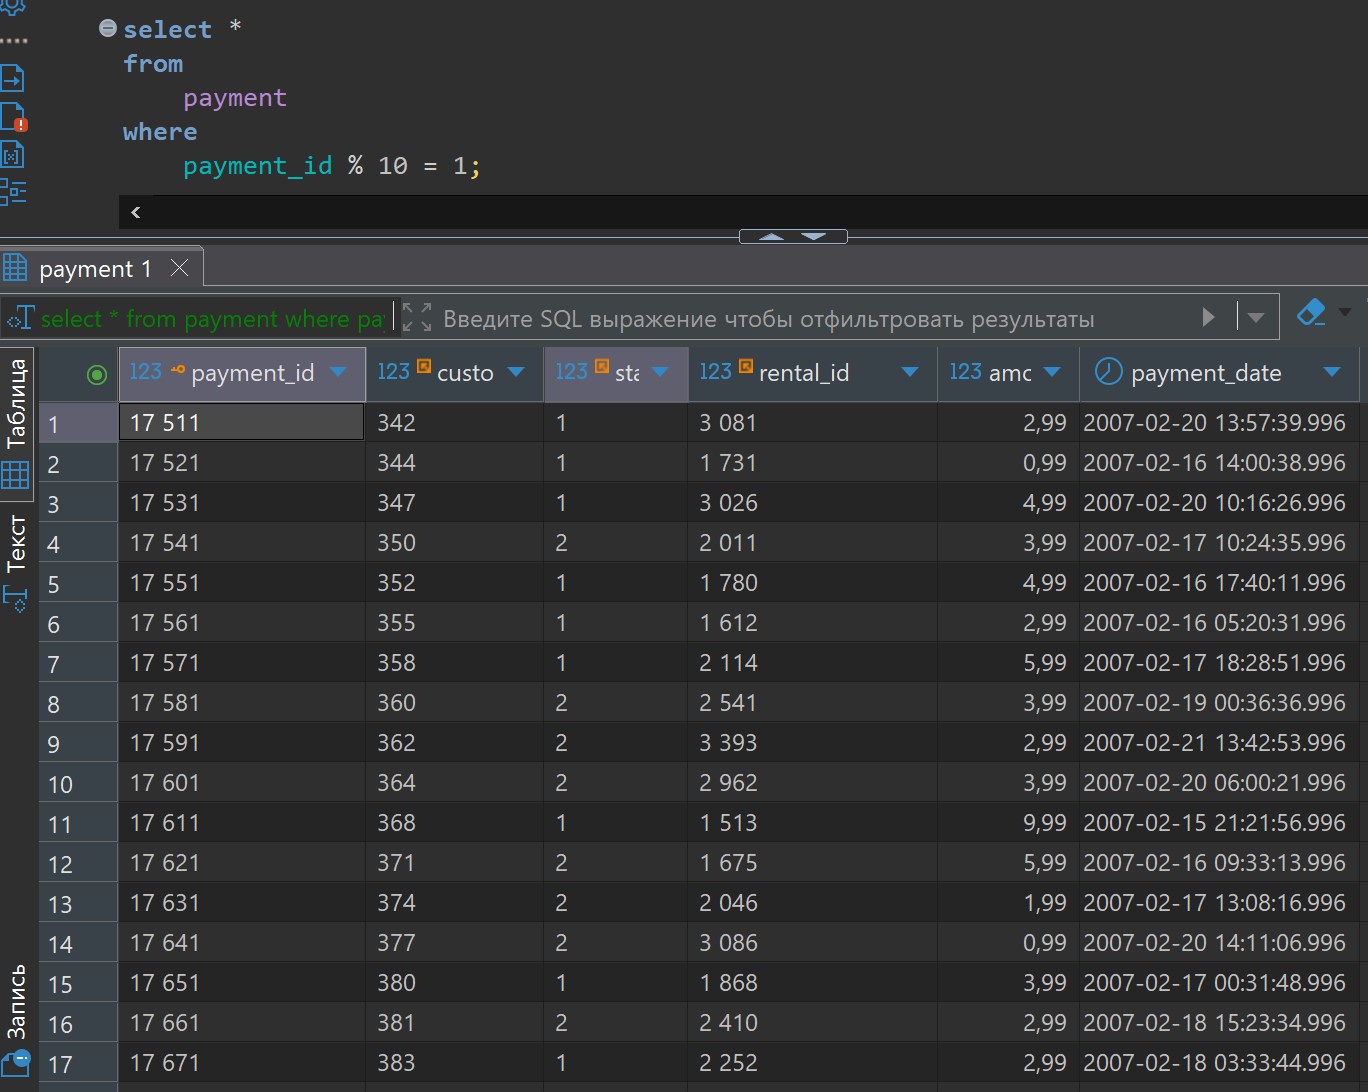 select *
from
payment
where
payment_id % 10 = 1;
payment 1
select * from payment where pa
Введите SQL выражение чтобы отфильтровать результаты
Таблица
Текст
Запись
123 payment_id 123 custo 123 sta 123 rental_id 123 amo payment_date
1 17 511 342 1 3 081 2,99 2007-02-20 13:57:39.996
2 17 521 344 1 1 731 0,99 2007-02-16 14:00:38.996
3 17 531 347 1 3 026 4,99 2007-02-20 10:16:26.996
4 17 541 350 2 2 011 3,99 2007-02-17 10:24:35.996
5 17 551 352 1 1 780 4,99 2007-02-16 17:40:11.996
6 17 561 355 1 1 612 2,99 2007-02-16 05:20:31.996
7 17 571 358 1 2 114 5,99 2007-02-17 18:28:51.996
8 17 581 360 2 2 541 3,99 2007-02-19 00:36:36.996
9 17 591 362 2 3 393 2,99 2007-02-21 13:42:53.996
10 17 601 364 2 2 962 3,99 2007-02-20 06:00:21.996
11 17 611 368 1 1 513 9,99 2007-02-15 21:21:56.996
12 17 621 371 2 1 675 5,99 2007-02-16 09:33:13.996
13 17 631 374 2 2 046 1,99 2007-02-17 13:08:16.996
14 17 641 377 2 3 086 0,99 2007-02-20 14:11:06.996
15 17 651 380 1 1 868 3,99 2007-02-17 00:31:48.996
16 17 661 381 2 2 410 2,99 2007-02-18 15:23:34.996
17 17 671 383 1 2 252 2,99 2007-02-18 03:33:44.996